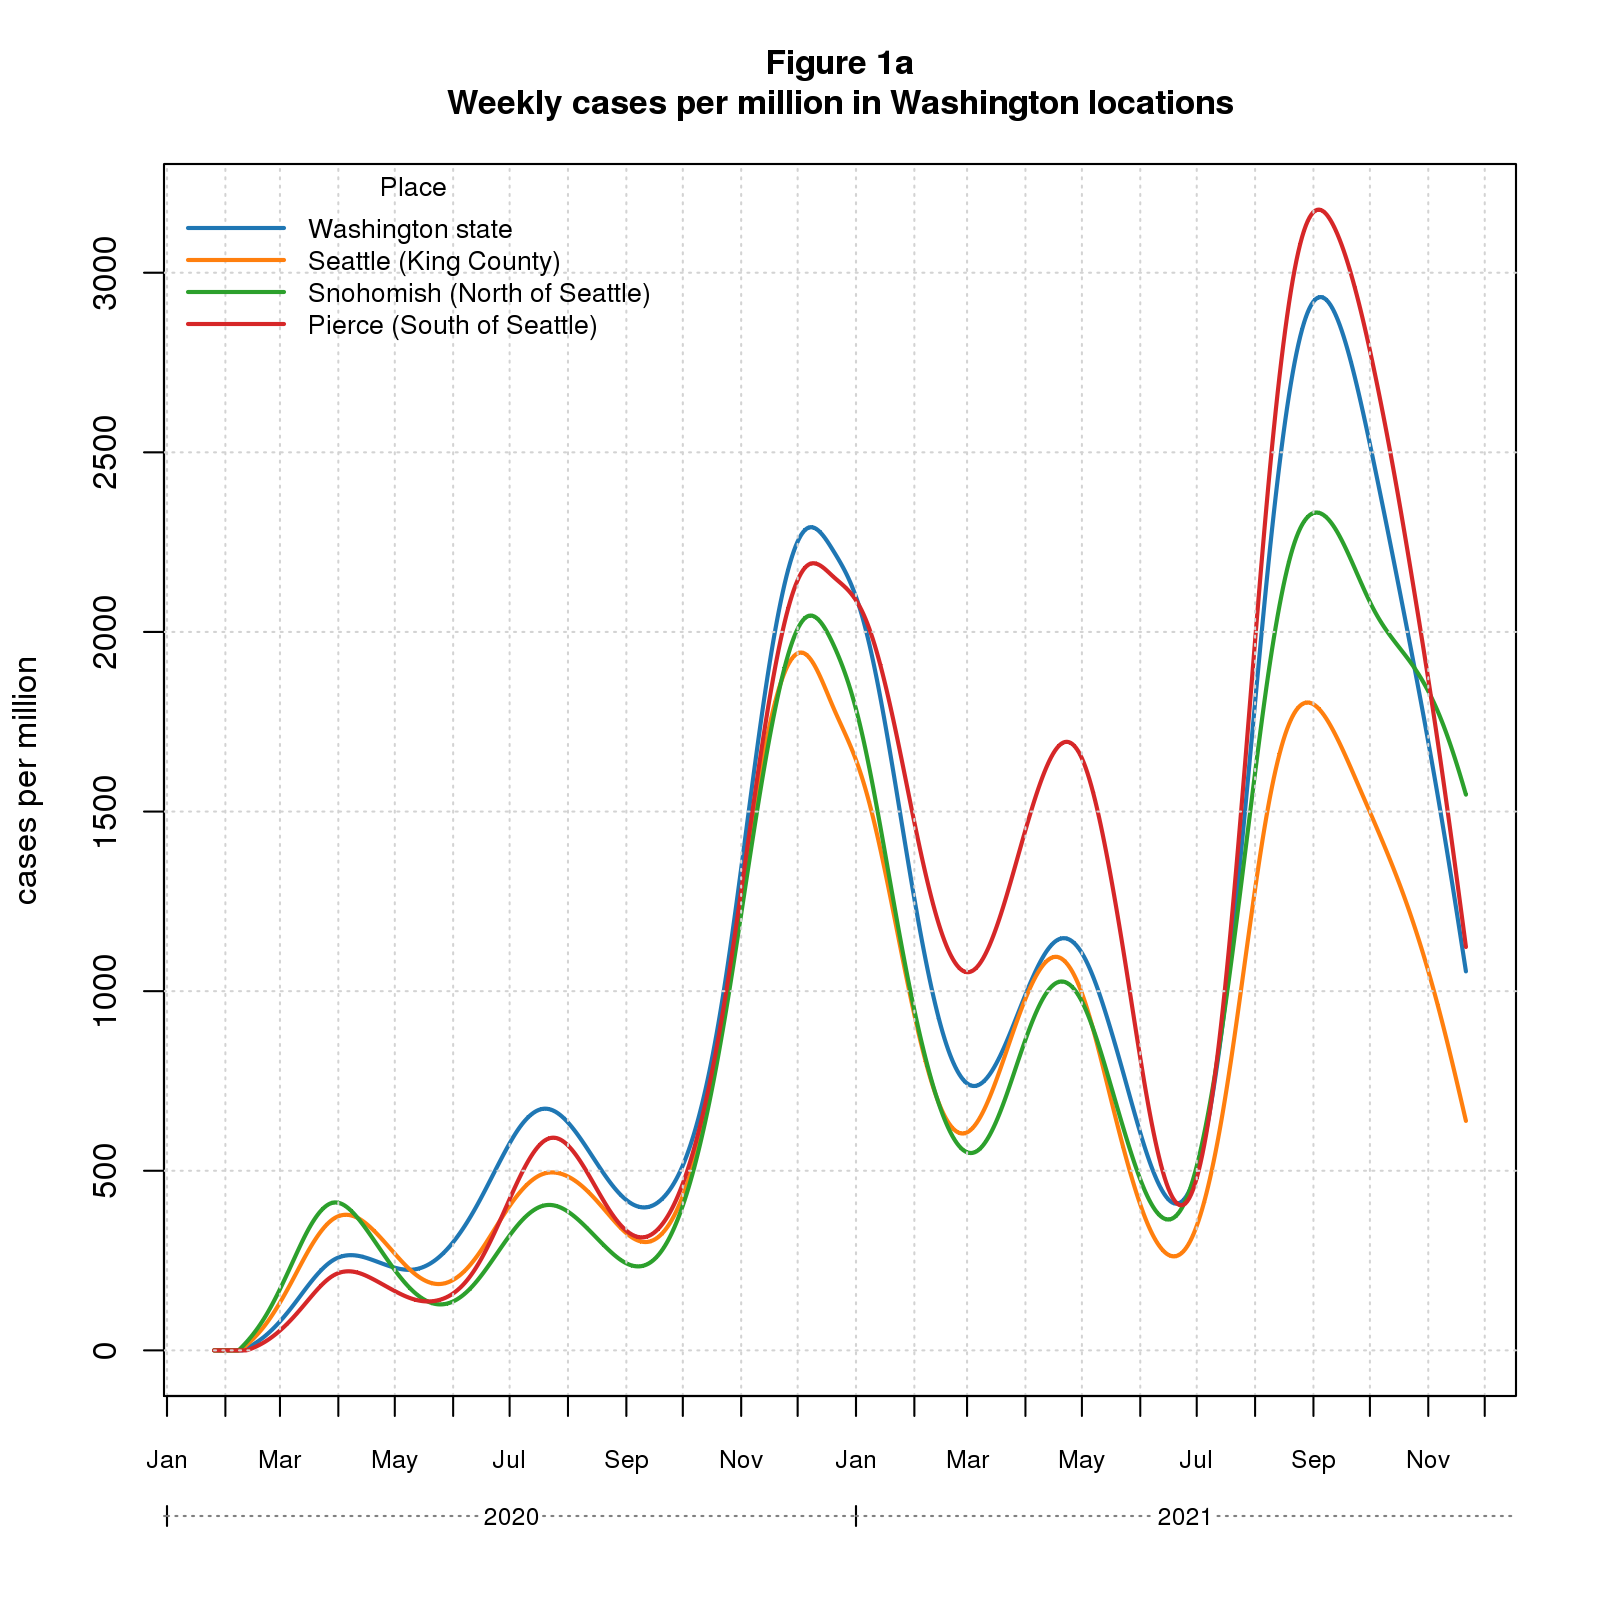 Figure 1a
Weekly cases per million in Washington locations
Place
Washington state
Seattle (King County)
Snohomish (North of Seattle)
Pierce (South of Seattle)
cases per million
3000
2500
2000
1500
1000
500
0
Jan Mar May Jul Sep Nov Jan Mar May Jul Sep Nov
2020 2021